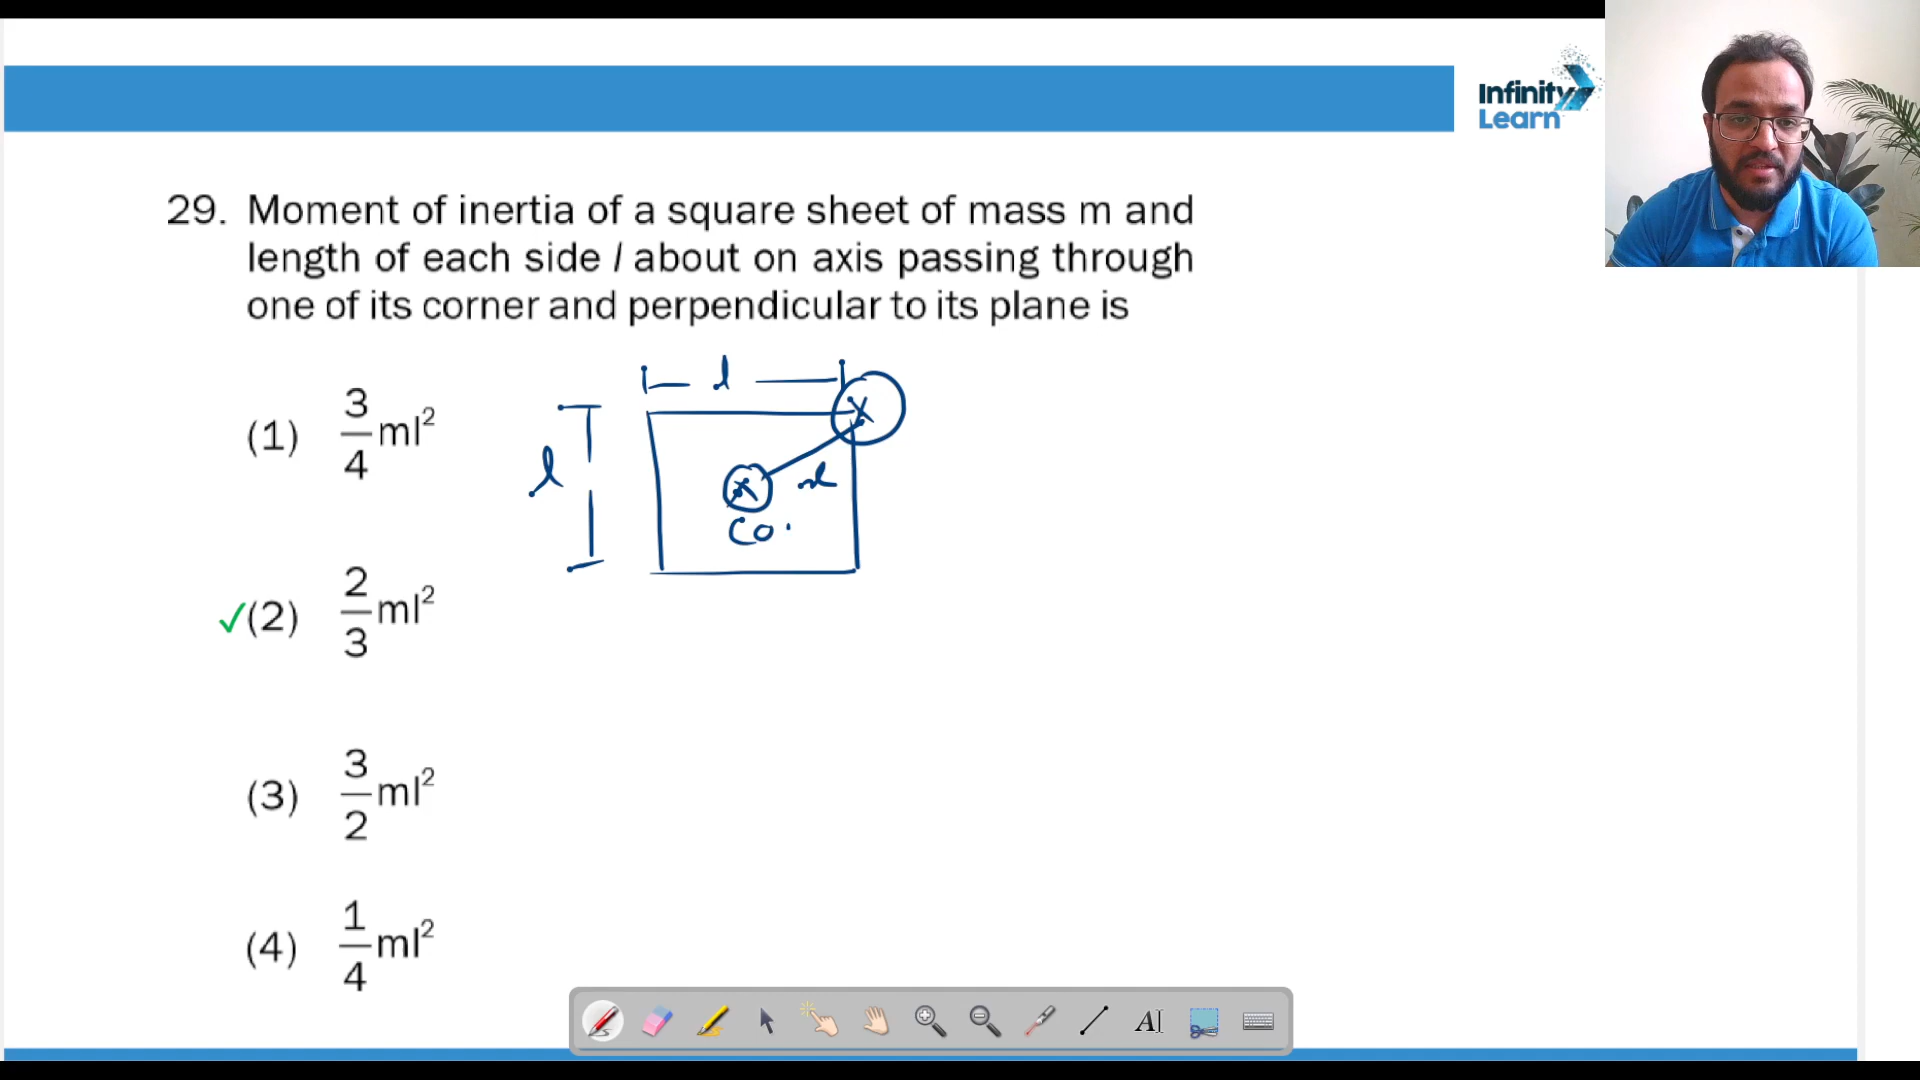 Infinity
Learn
29. Moment of inertia of a square sheet of mass m and
length of each side l about on axis passing through
one of its corner and perpendicular to its plane is
l
l
x
x
x
CO.
(1) 3/4 ml²
✓(2) 2/3 ml²
(3) 3/2 ml²
(4) 1/4 ml²
AI